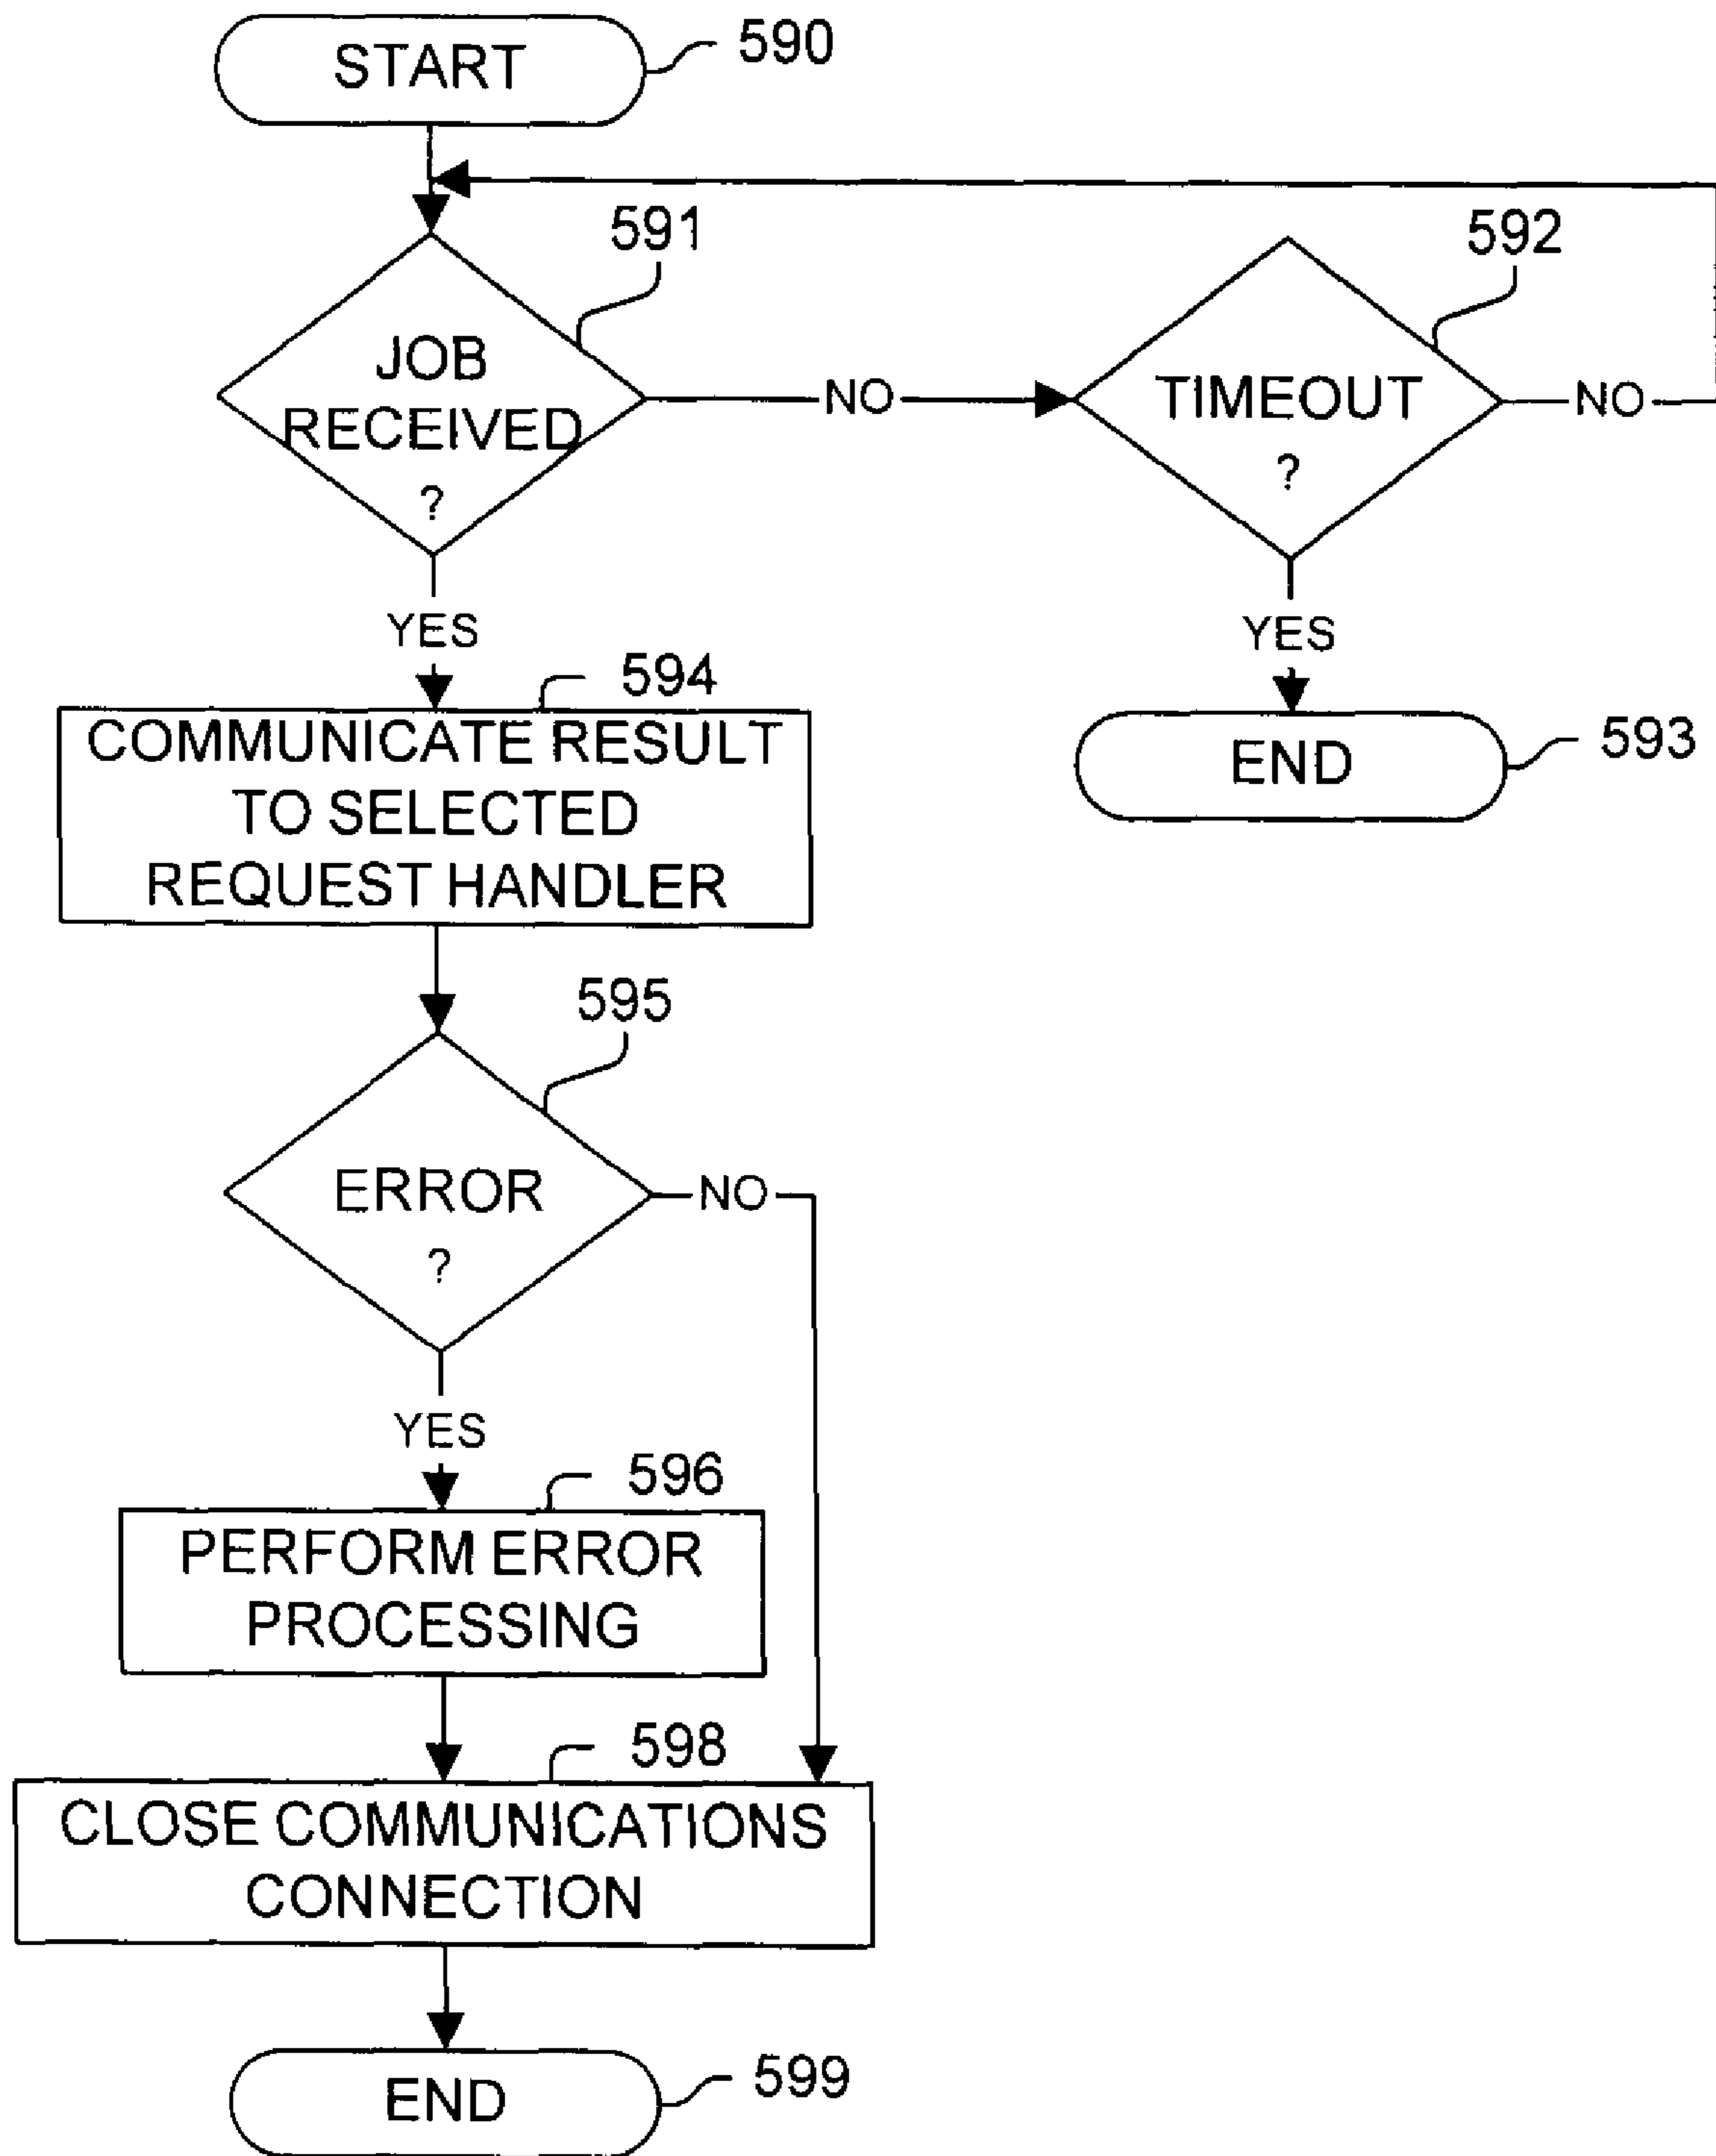 START
590
591
JOB
RECEIVED
?
NO
592
TIMEOUT
?
NO
YES
YES
593
END
594
COMMUNICATE RESULT
TO SELECTED
REQUEST HANDLER
595
ERROR
?
NO
YES
596
PERFORM ERROR
PROCESSING
598
CLOSE COMMUNICATIONS
CONNECTION
END
599